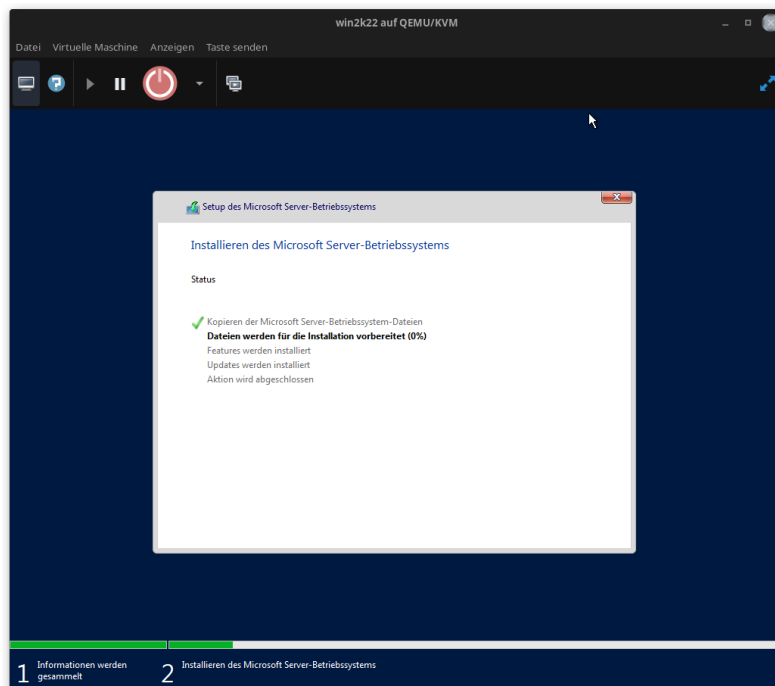 win2k22 auf QEMU/KVM
Datei Virtuelle Maschine Anzeigen Taste senden
Setup des Microsoft Server-Betriebssystems
Installieren des Microsoft Server-Betriebssystems
Status
Kopieren der Microsoft Server-Betriebssystem-Dateien
Dateien werden für die Installation vorbereitet (0%)
Features werden installiert
Updates werden installiert
Aktion wird abgeschlossen
1 Informationen werden
gesammelt
2 Installieren des Microsoft Server-Betriebssystems